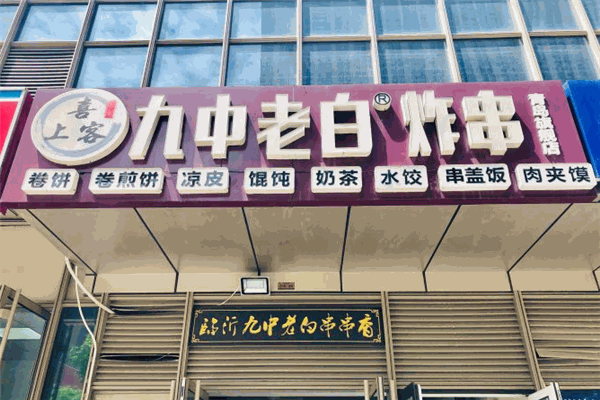 喜上客
九中老白®炸串
卷饼 卷煎饼 凉皮 馄饨 奶茶 水饺 串盖饭 肉夹馍
临沂九中老白串串香